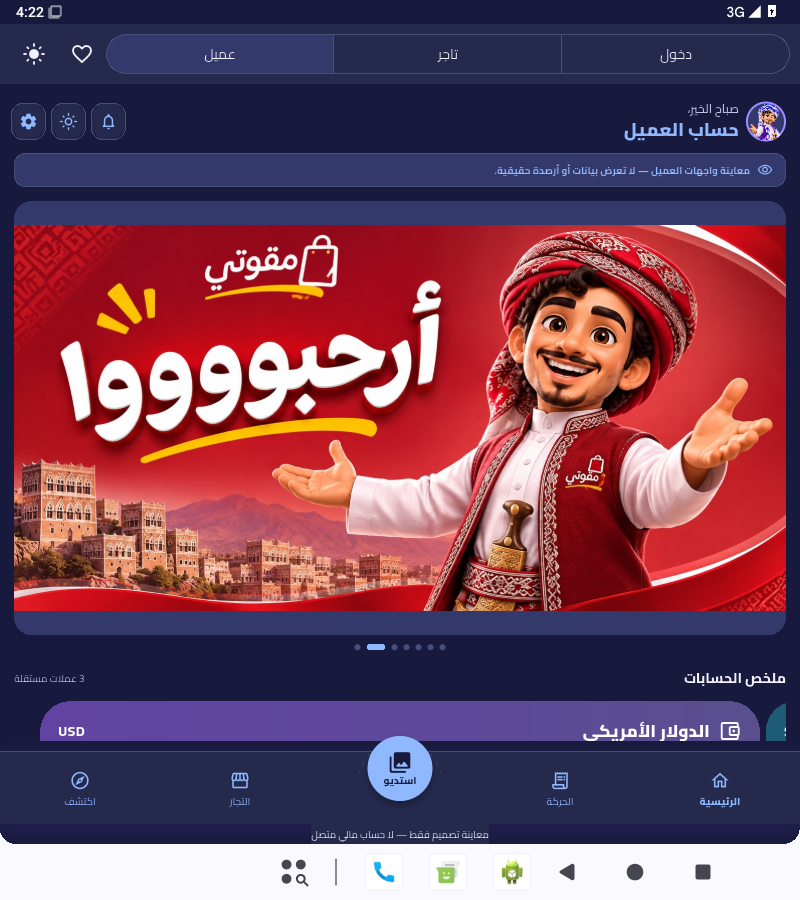 4:22
3G
دخول
تاجر
عميل
صباح الخير،
حساب العميل
معاينة واجهات العميل — لا تعرض بيانات أو أرصدة حقيقية.
مقوتي
أرحبووووا
مقوتي
ملخص الحسابات
3 عملات مستقلة
الدولار الأمريكي
USD
الرئيسية
الحركة
استديو
التجار
اكتشف
معاينة تصميم فقط — لا حساب مالي متصل